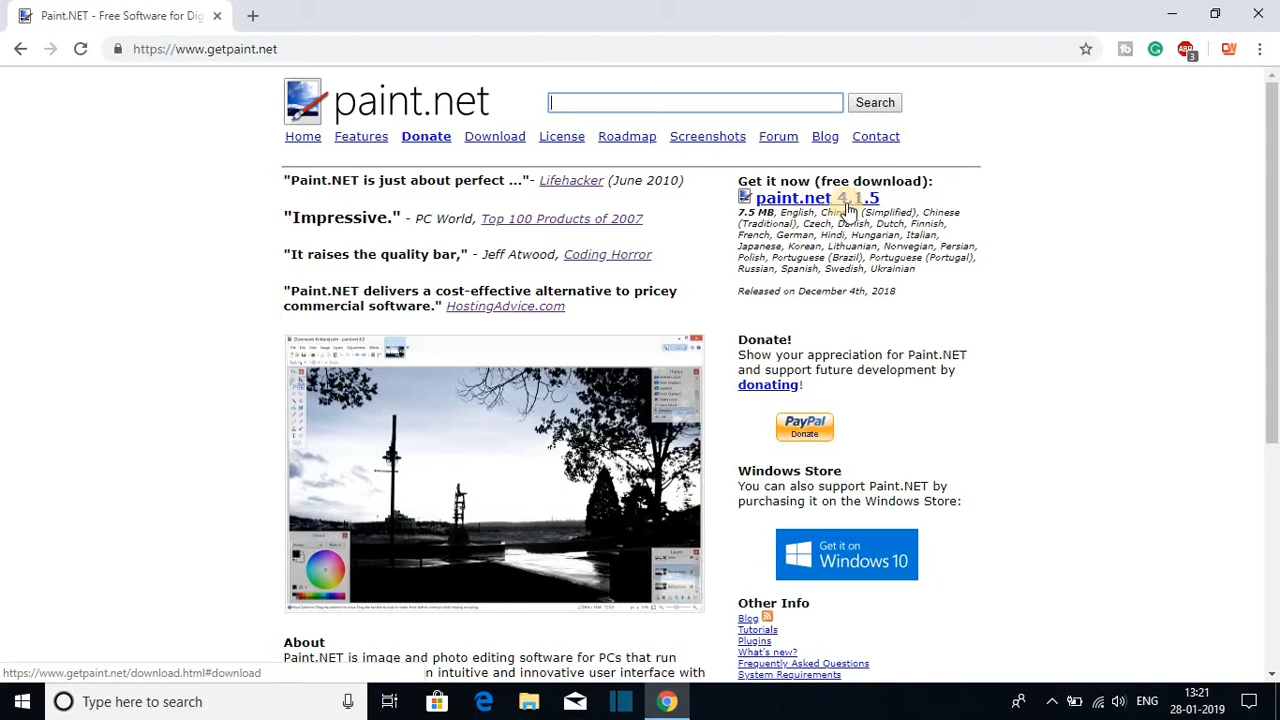 Paint.NET - Free Software for Dig
https://www.getpaint.net
3
paint.net
Search
Home Features Donate Download License Roadmap Screenshots Forum Blog Contact
"Paint.NET is just about perfect ..."- Lifehacker (June 2010)
"Impressive." - PC World, Top 100 Products of 2007
"It raises the quality bar," - Jeff Atwood, Coding Horror
"Paint.NET delivers a cost-effective alternative to pricey
commercial software." HostingAdvice.com
About
Paint.NET is image and photo editing software for PCs that run
n intuitive and innovative user interface with
Get it now (free download):
paint.net 4.1.5
7.5 MB, English, Chinese (Simplified), Chinese
(Traditional), Czech, Danish, Dutch, Finnish,
French, German, Hindi, Hungarian, Italian,
Japanese, Korean, Lithuanian, Norwegian, Persian,
Polish, Portuguese (Brazil), Portuguese (Portugal),
Russian, Spanish, Swedish, Ukrainian
Released on December 4th, 2018
Donate!
Show your appreciation for Paint.NET
and support future development by
donating!
PayPal
Donate
Windows Store
You can also support Paint.NET by
purchasing it on the Windows Store:
Get it on
Windows 10
Other Info
Blog
Tutorials
Plugins
What's new?
Frequently Asked Questions
System Requirements
https://www.getpaint.net/download.html#download
Type here to search
ENG
13:21
28-01-2019